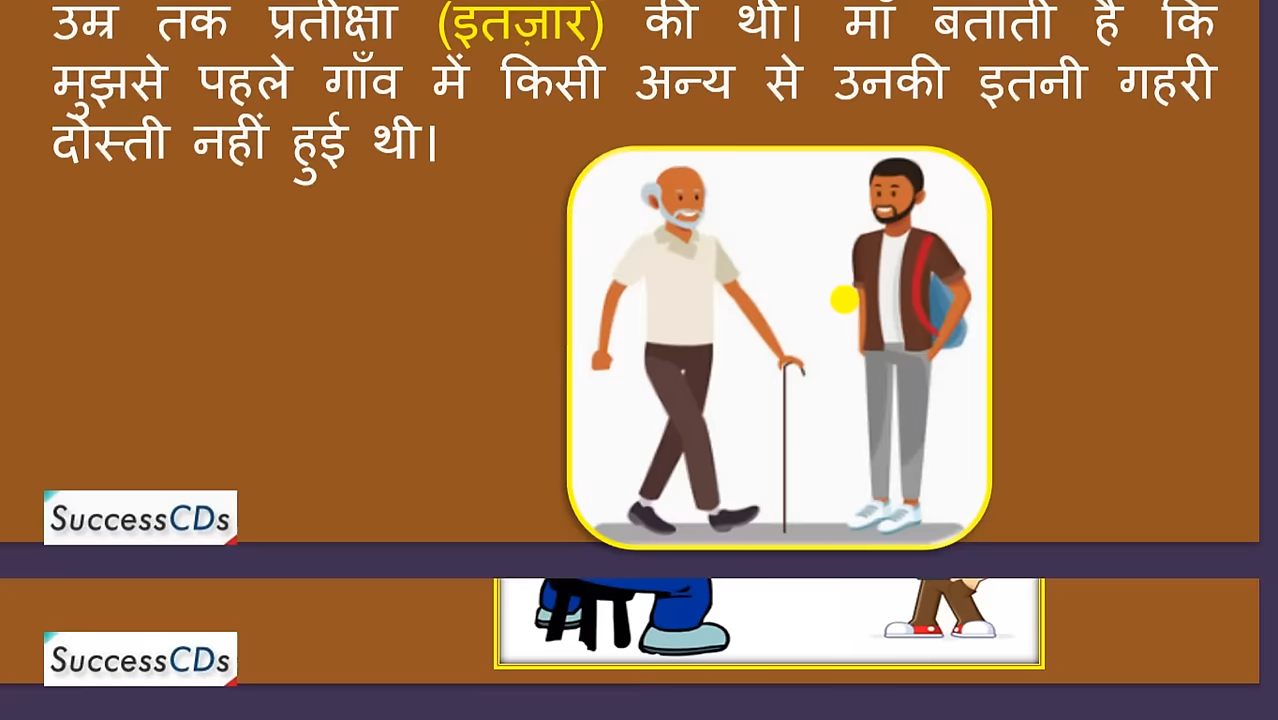 उम्र तक प्रतीक्षा (इतज़ार) की थी। माँ बताती है कि
मुझसे पहले गाँव में किसी अन्य से उनकी इतनी गहरी
दोस्ती नहीं हुई थी।
SuccessCDs
SuccessCDs